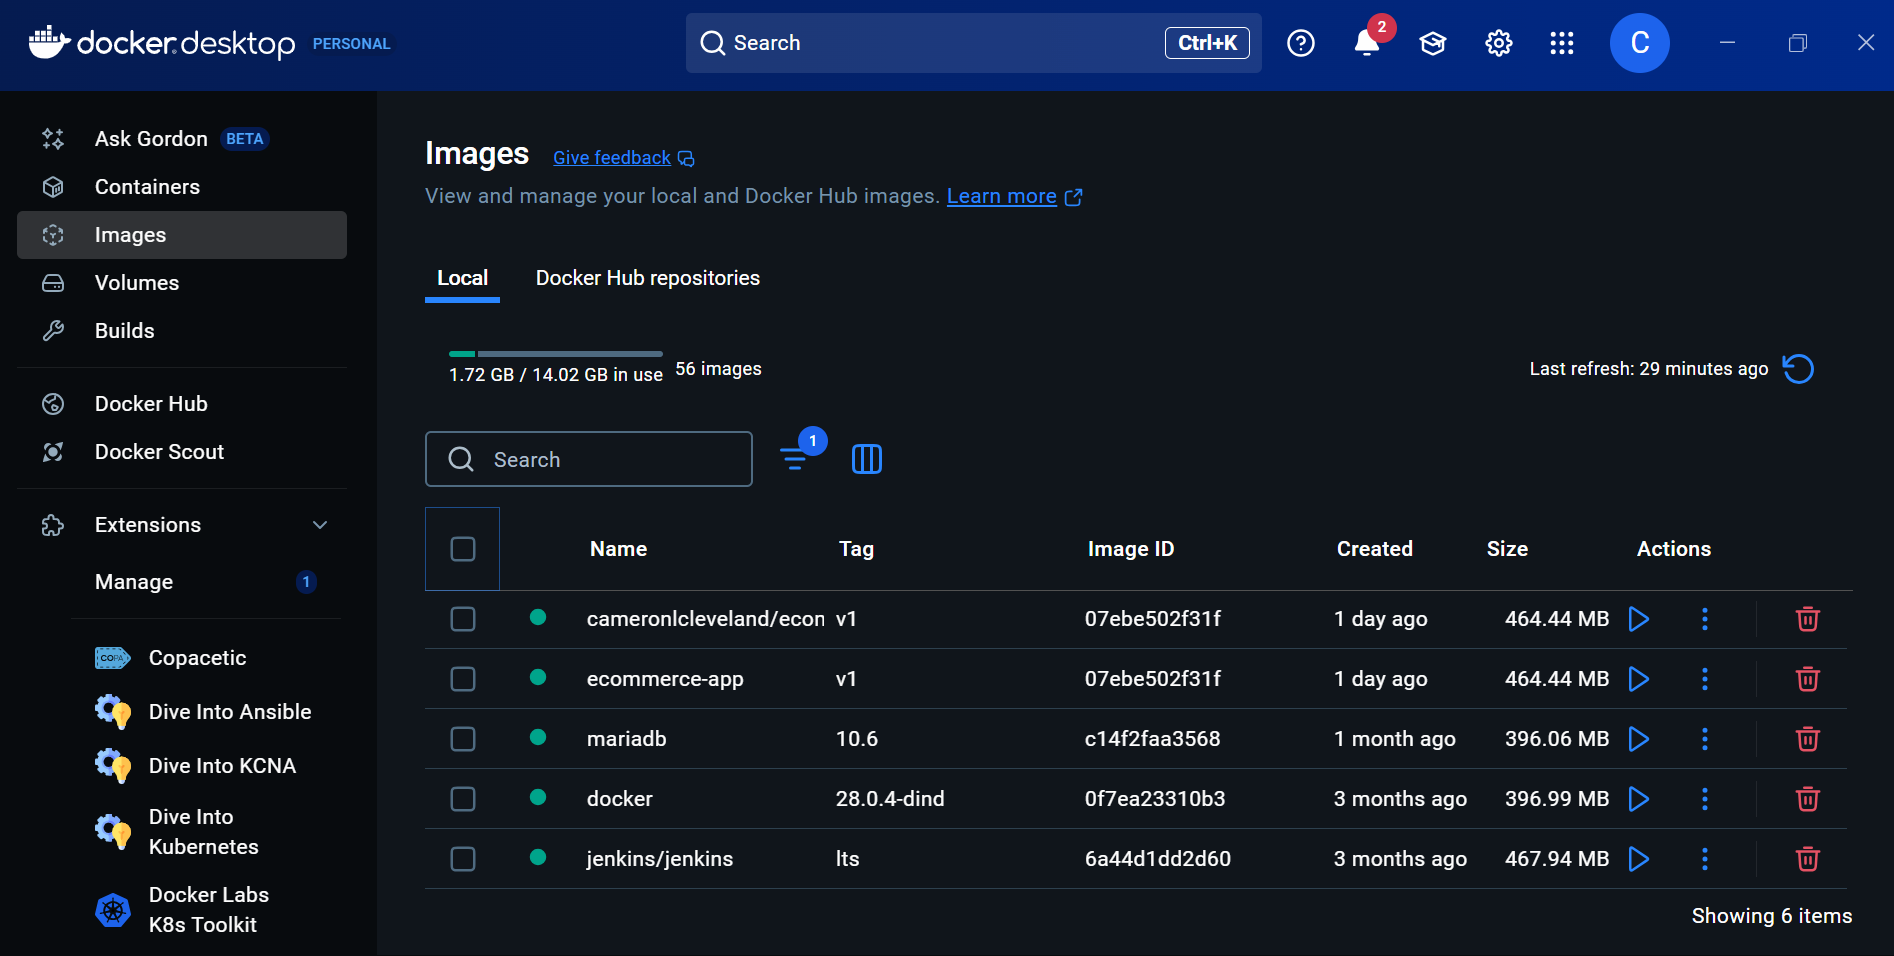 docker.desktop PERSONAL
Search
Ctrl+K
2
C
Ask Gordon BETA
Containers
Images
Volumes
Builds
Docker Hub
Docker Scout
Extensions
Manage 1
COPA Copacetic
Dive Into Ansible
Dive Into KCNA
Dive Into
Kubernetes
Docker Labs
K8s Toolkit
Images Give feedback
View and manage your local and Docker Hub images. Learn more
Local Docker Hub repositories
1.72 GB / 14.02 GB in use 56 images Last refresh: 29 minutes ago
Search 1
Name Tag Image ID Created Size Actions
cameronlcleveland/econ v1 07ebe502f31f 1 day ago 464.44 MB
ecommerce-app v1 07ebe502f31f 1 day ago 464.44 MB
mariadb 10.6 c14f2faa3568 1 month ago 396.06 MB
docker 28.0.4-dind 0f7ea23310b3 3 months ago 396.99 MB
jenkins/jenkins lts 6a44d1dd2d60 3 months ago 467.94 MB
Showing 6 items